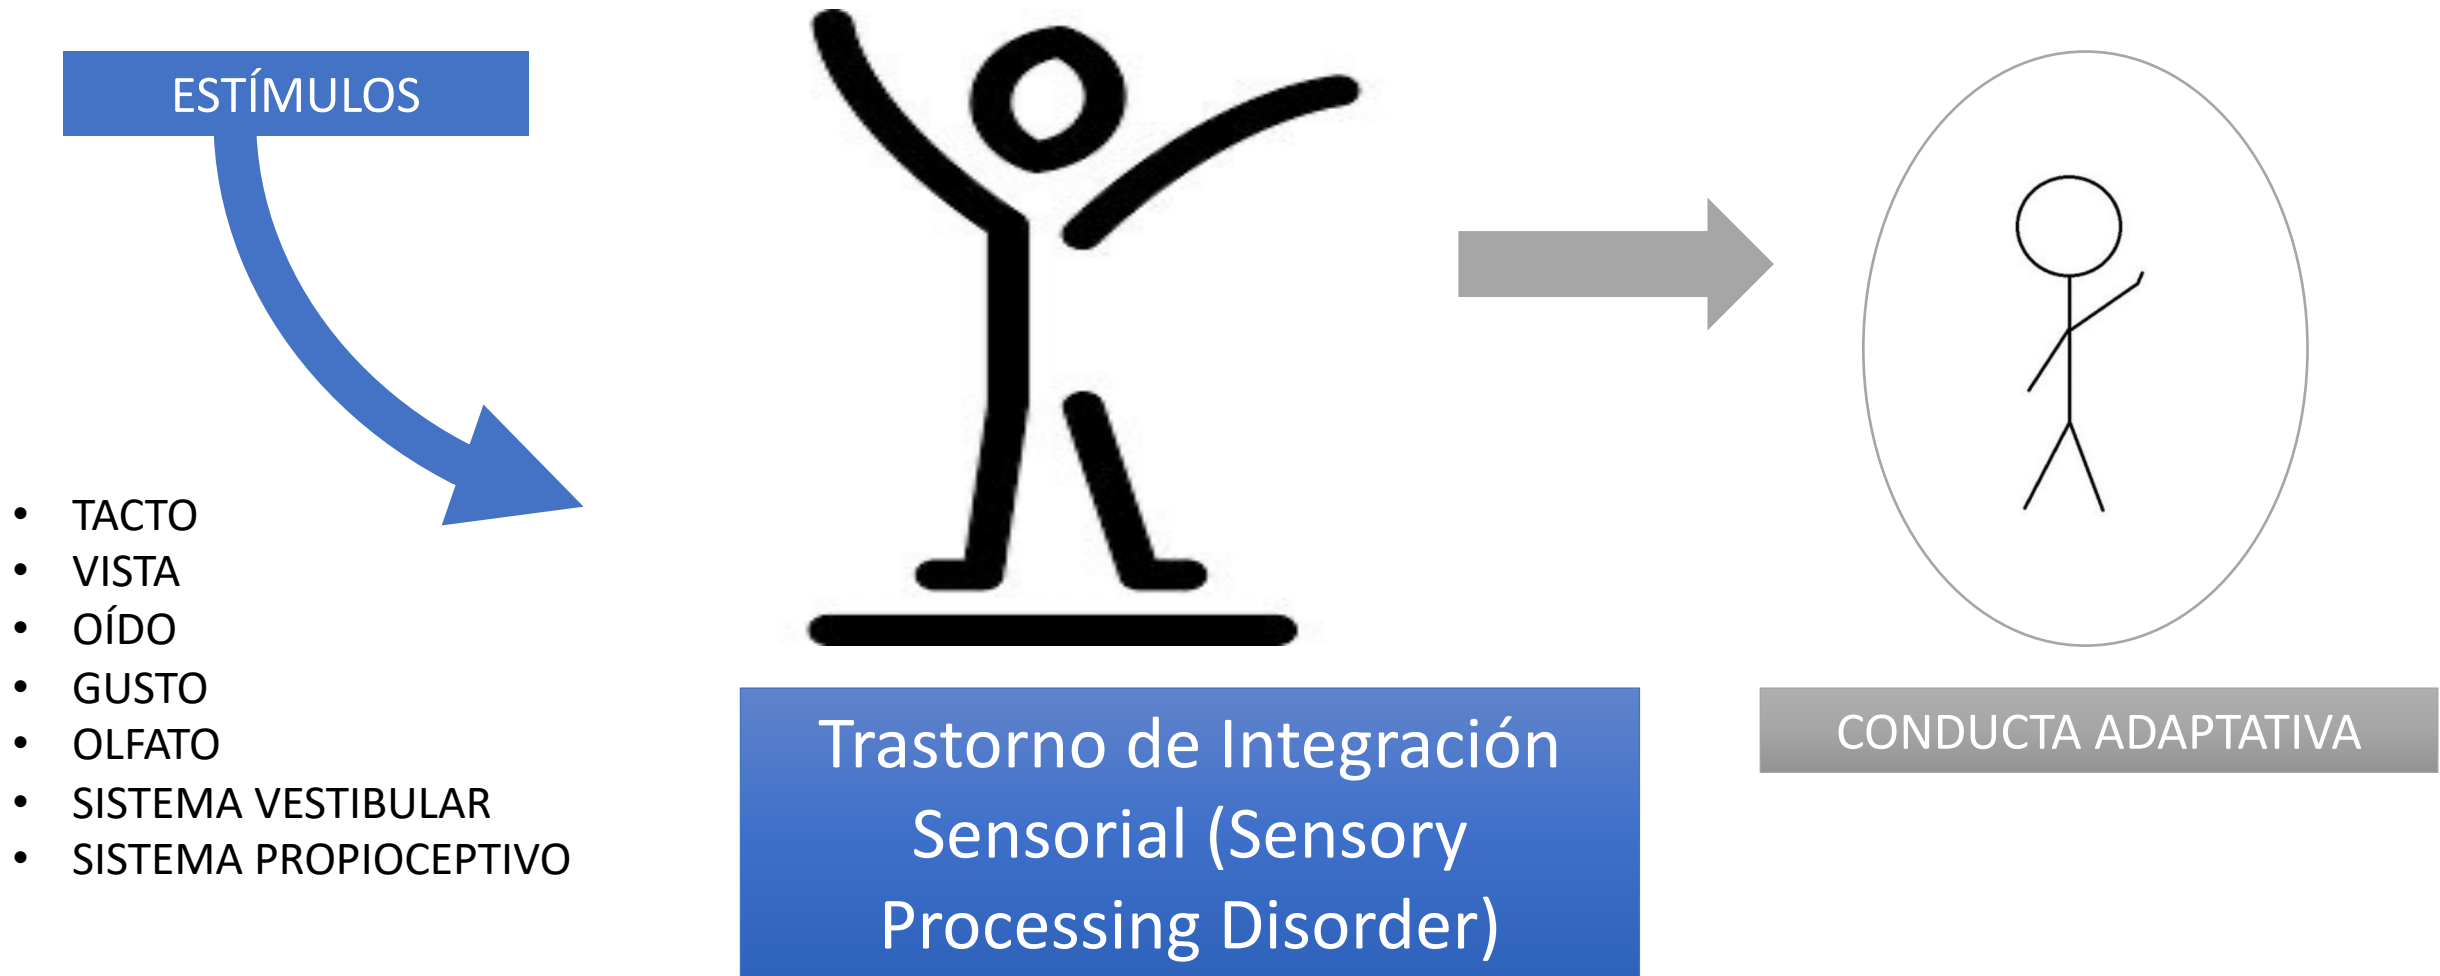 ESTÍMULOS
• TACTO
• VISTA
• OÍDO
• GUSTO
• OLFATO
• SISTEMA VESTIBULAR
• SISTEMA PROPIOCEPTIVO
Trastorno de Integración
Sensorial (Sensory
Processing Disorder)
CONDUCTA ADAPTATIVA